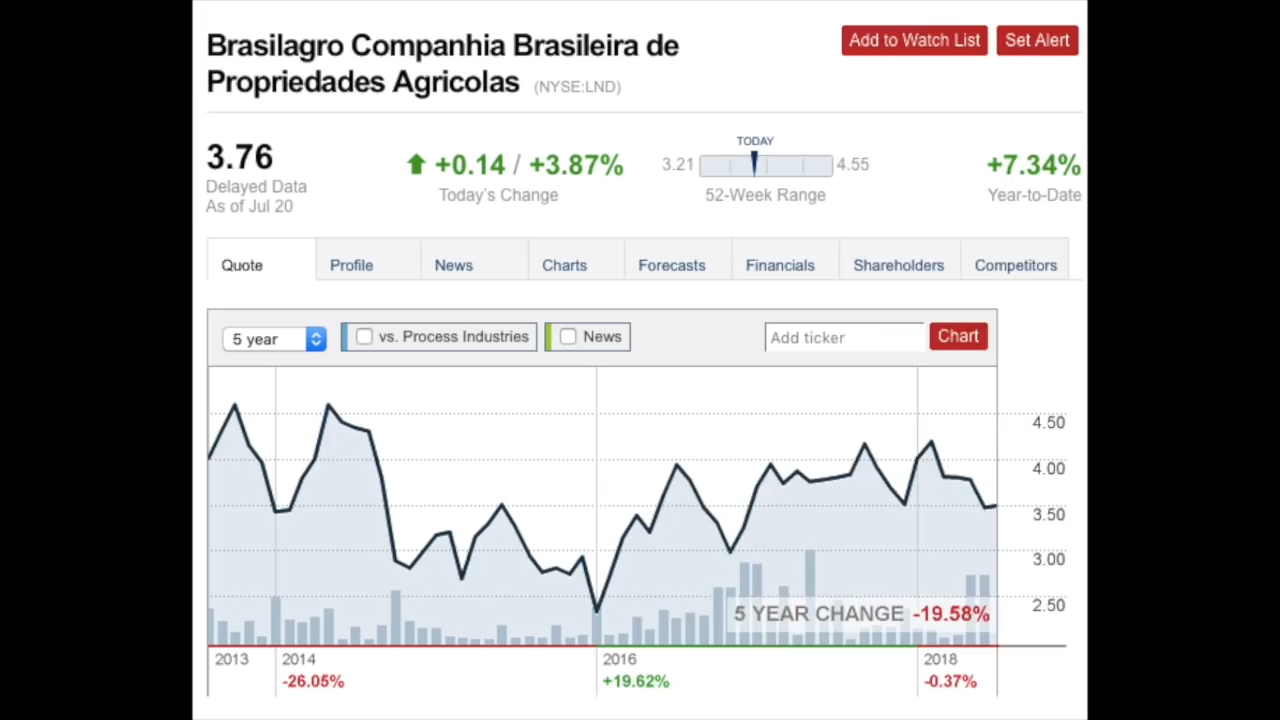 Brasilagro Companhia Brasileira de
Propriedades Agricolas (NYSE:LND)
Add to Watch List
Set Alert
3.76
Delayed Data
As of Jul 20
+0.14 / +3.87%
Today's Change
TODAY
3.21
4.55
52-Week Range
+7.34%
Year-to-Date
Quote
Profile
News
Charts
Forecasts
Financials
Shareholders
Competitors
5 year
vs. Process Industries
News
Add ticker
Chart
4.50
4.00
3.50
3.00
2.50
5 YEAR CHANGE -19.58%
2013
2014
2016
2018
-26.05%
+19.62%
-0.37%